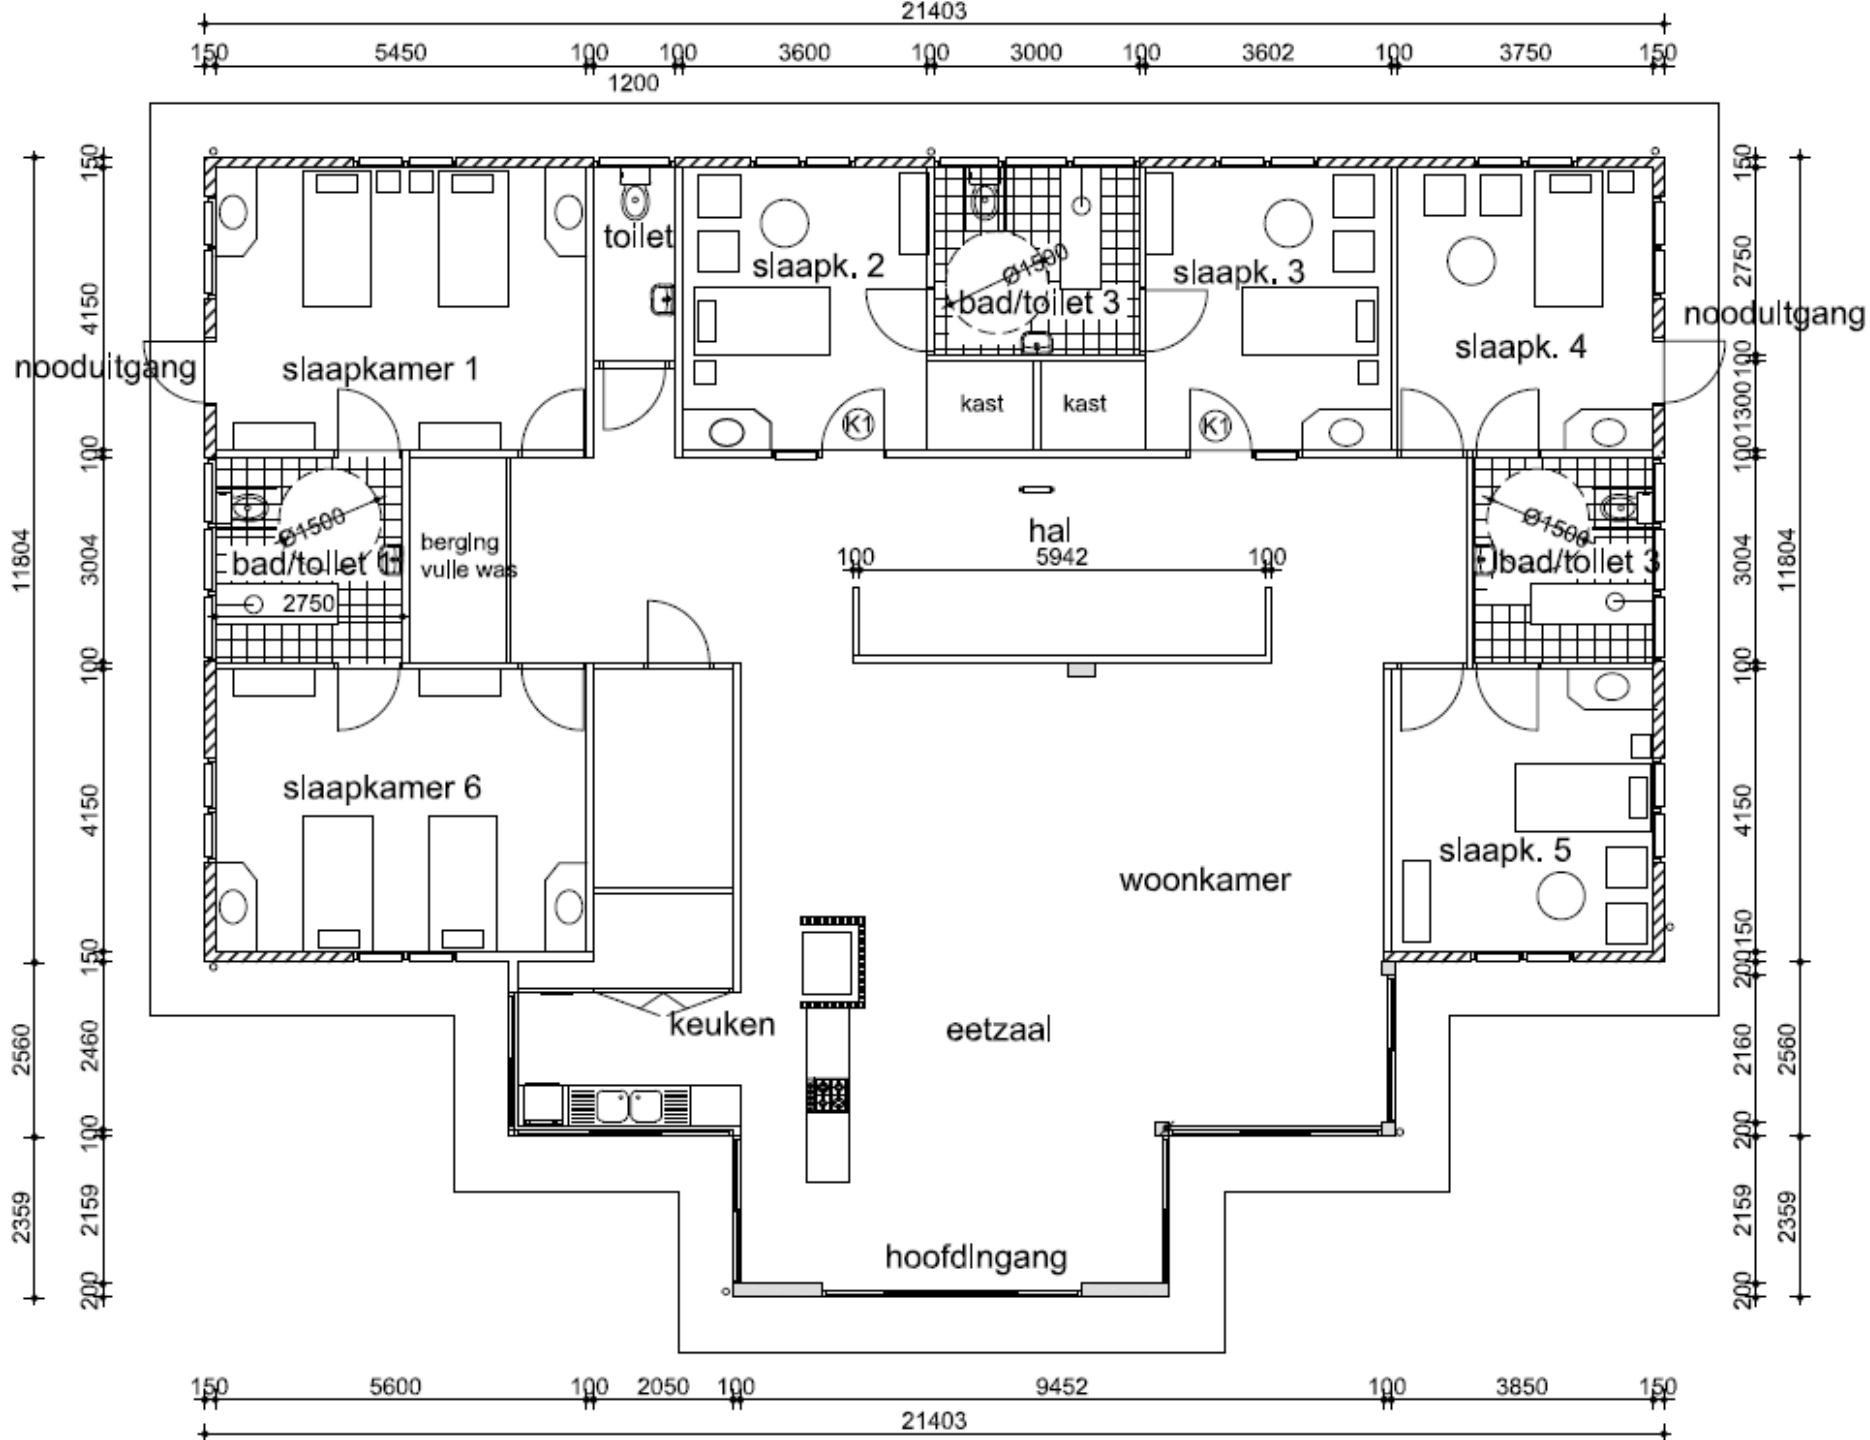 21403
150 5450 100 100 3600 100 3000 100 3602 100 3750 150
1200
150
4150
100
3004
100
4150
150
2460
100
2159
200
11804
2560
2359
150
2750
100
1300
100
3004
100
4150
150
200
2160
200
2159
200
11804
2560
2359
toilet
slaapk. 2
Ø1500
bad/toilet 3
slaapk. 3
nooduitgang
slaapk. 4
nooduitgang
slaapkamer 1
kast
kast
K1
K1
Ø1500
bad/toilet 1
2750
berging
vulle was
hal
100 5942 100
Ø1500
bad/toilet 3
slaapkamer 6
slaapk. 5
woonkamer
keuken
eetzaal
hoofdingang
150 5600 100 2050 100 9452 100 3850 150
21403